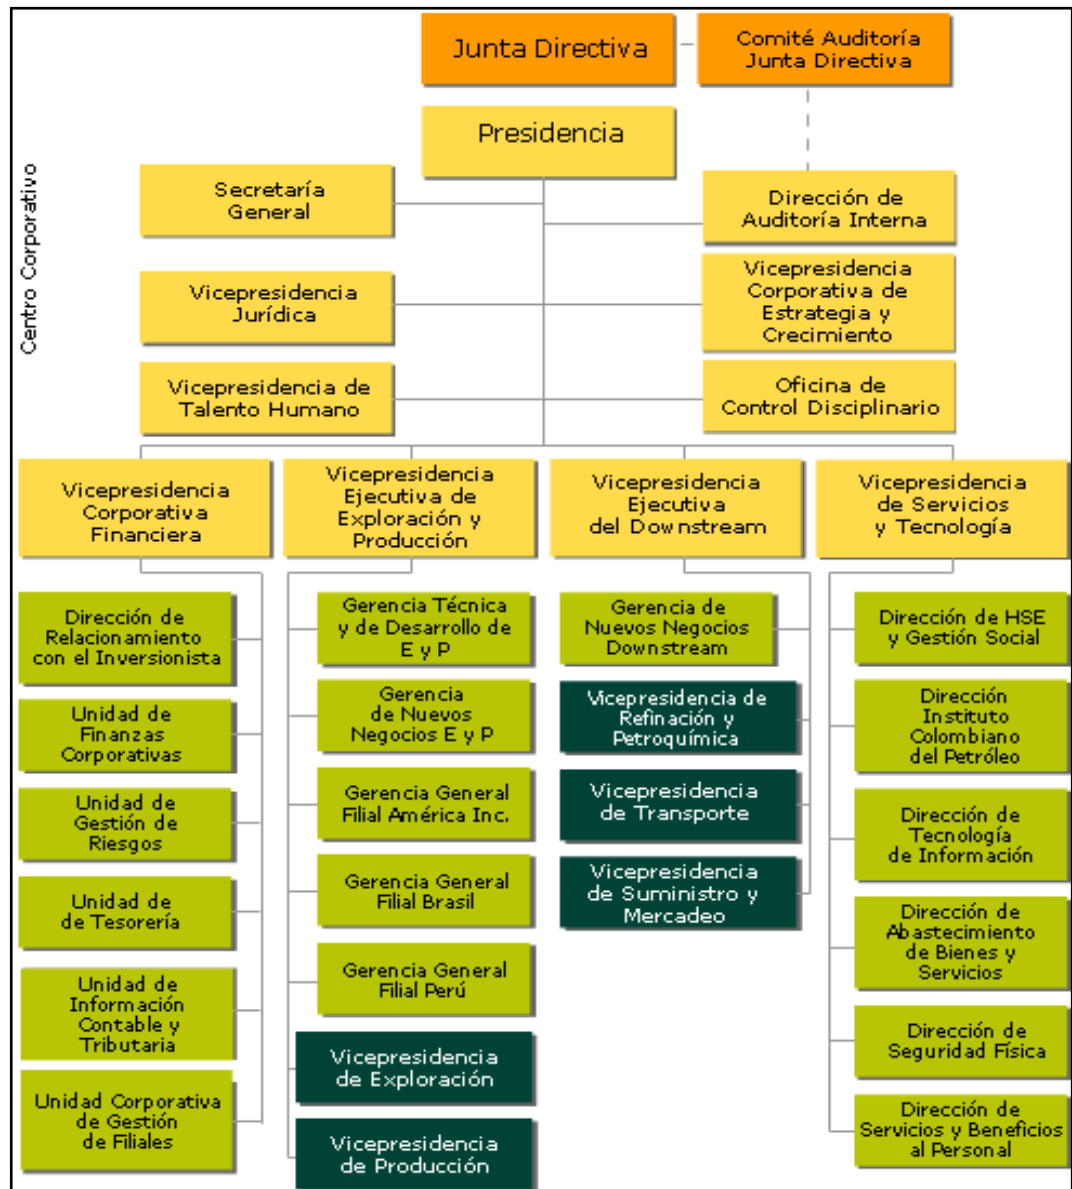 Junta Directiva
Comité Auditoría
Junta Directiva
Presidencia
Centro Corporativo
Secretaría
General
Dirección de
Auditoría Interna
Vicepresidencia
Jurídica
Vicepresidencia
Corporativa de
Estrategia y
Crecimiento
Vicepresidencia de
Talento Humano
Oficina de
Control Disciplinario
Vicepresidencia
Corporativa
Financiera
Vicepresidencia
Ejecutiva de
Exploración y
Producción
Vicepresidencia
Ejecutiva
del Downstream
Vicepresidencia
de Servicios
y Tecnología
Dirección de
Relacionamiento
con el Inversionista
Unidad de
Finanzas
Corporativas
Unidad de
Gestión de
Riesgos
Unidad de
de Tesorería
Unidad de
Información
Contable y
Tributaria
Unidad Corporativa
de Gestión
de Filiales
Gerencia Técnica
y de Desarrollo de
E y P
Gerencia
de Nuevos
Negocios E y P
Gerencia General
Filial América Inc.
Gerencia General
Filial Brasil
Gerencia General
Filial Perú
Vicepresidencia
de Exploración
Vicepresidencia
de Producción
Gerencia de
Nuevos Negocios
Downstream
Vicepresidencia de
Refinación y
Petroquímica
Vicepresidencia
de Transporte
Vicepresidencia
de Suministro y
Mercadeo
Dirección de HSE
y Gestión Social
Dirección
Instituto
Colombiano
del Petróleo
Dirección de
Tecnología
de Información
Dirección de
Abastecimiento
de Bienes y
Servicios
Dirección de
Seguridad Física
Dirección de
Servicios y Beneficios
al Personal